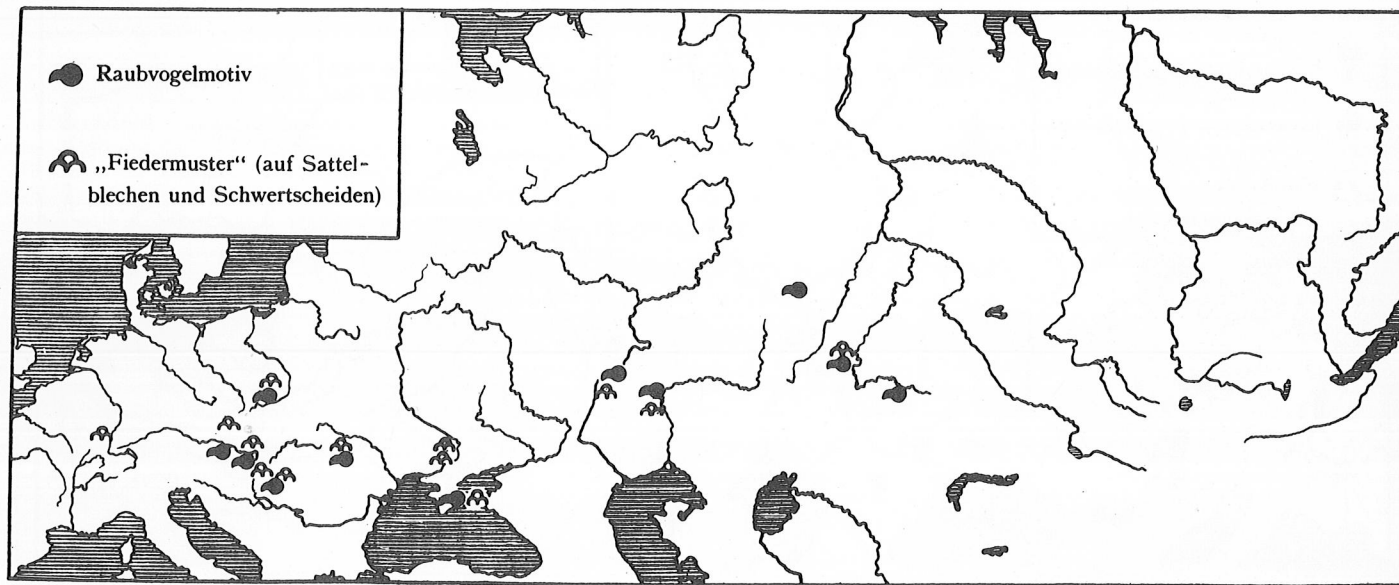 Raubvogelmotiv
„Fiedermuster“ (auf Sattel-
blechen und Schwertscheiden)